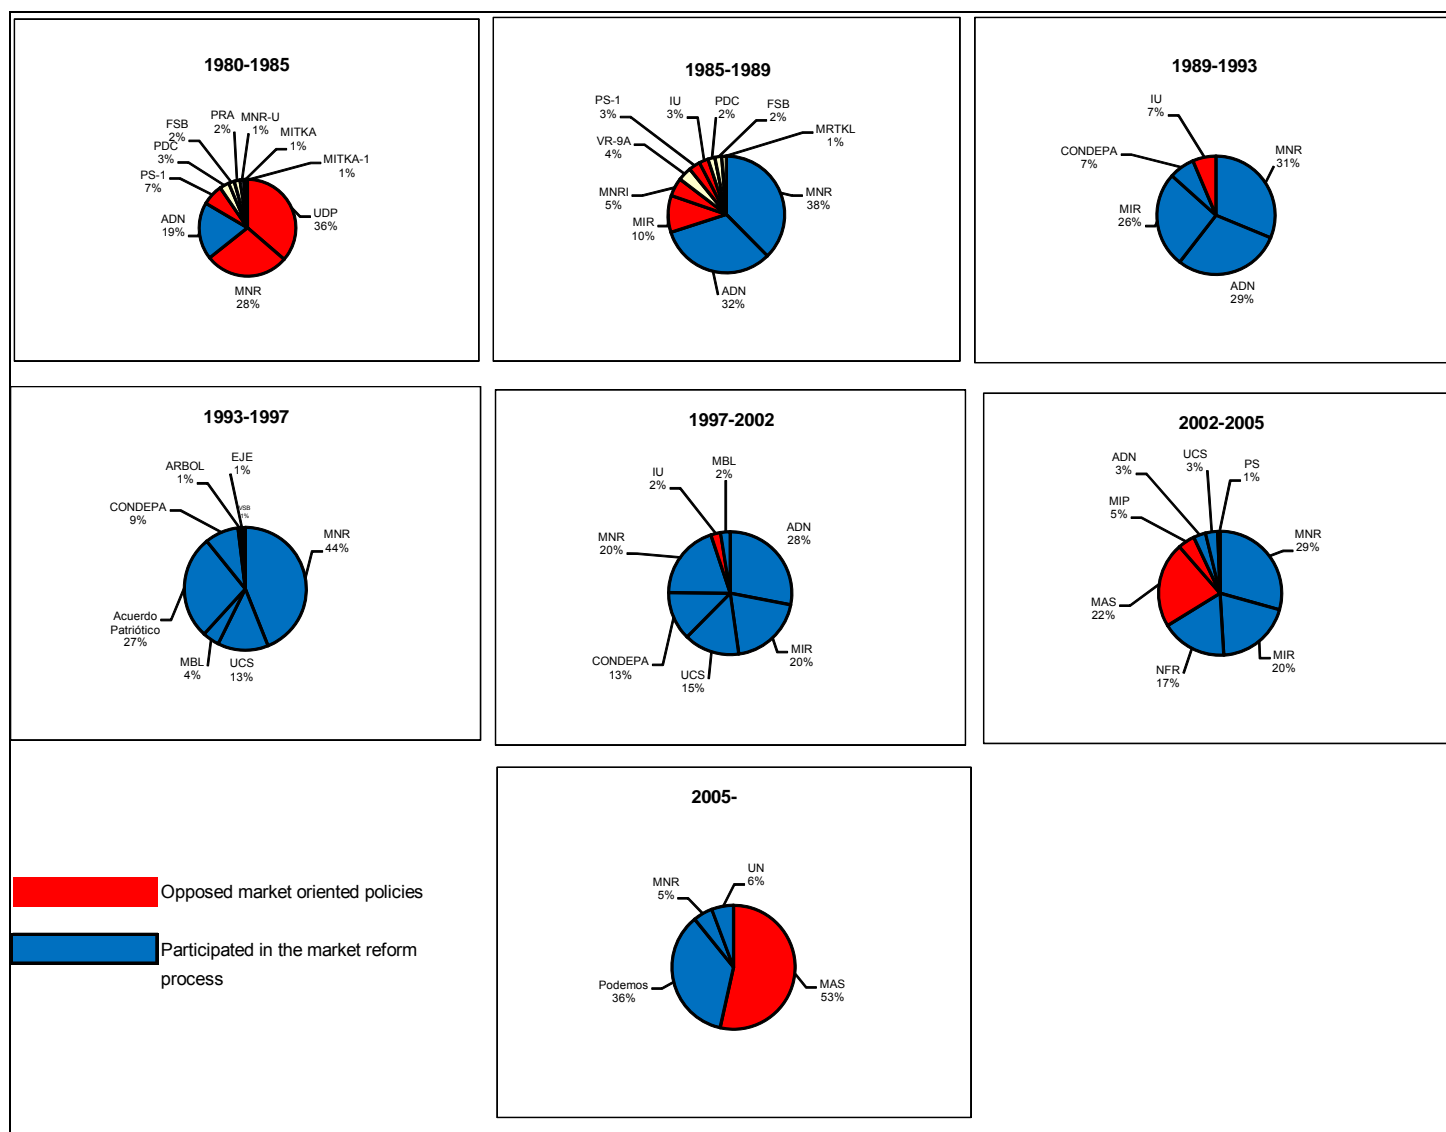 1980-1985
PRA
2%
MNR-U
1%
FSB
2%
MITKA
1%
PDC
3%
MITKA-1
1%
PS-1
7%
ADN
19%
UDP
36%
MNR
28%
1985-1989
PS-1
3%
IU
3%
PDC
2%
FSB
2%
MRTKL
1%
VR-9A
4%
MNRI
5%
MNR
38%
MIR
10%
ADN
32%
1989-1993
IU
7%
CONDEPA
7%
MNR
31%
MIR
26%
ADN
29%
1993-1997
EJE
1%
ARBOL
1%
CONDEPA
9%
VSB
1%
MNR
44%
Acuerdo
Patriótico
27%
MBL
4%
UCS
13%
1997-2002
IU
2%
MBL
2%
ADN
28%
MNR
20%
CONDEPA
13%
UCS
15%
MIR
20%
2002-2005
ADN
3%
UCS
3%
PS
1%
MIP
5%
MNR
29%
MAS
22%
NFR
17%
MIR
20%
2005-
UN
6%
MNR
5%
Podemos
36%
MAS
53%
Opposed market oriented policies
Participated in the market reform
process